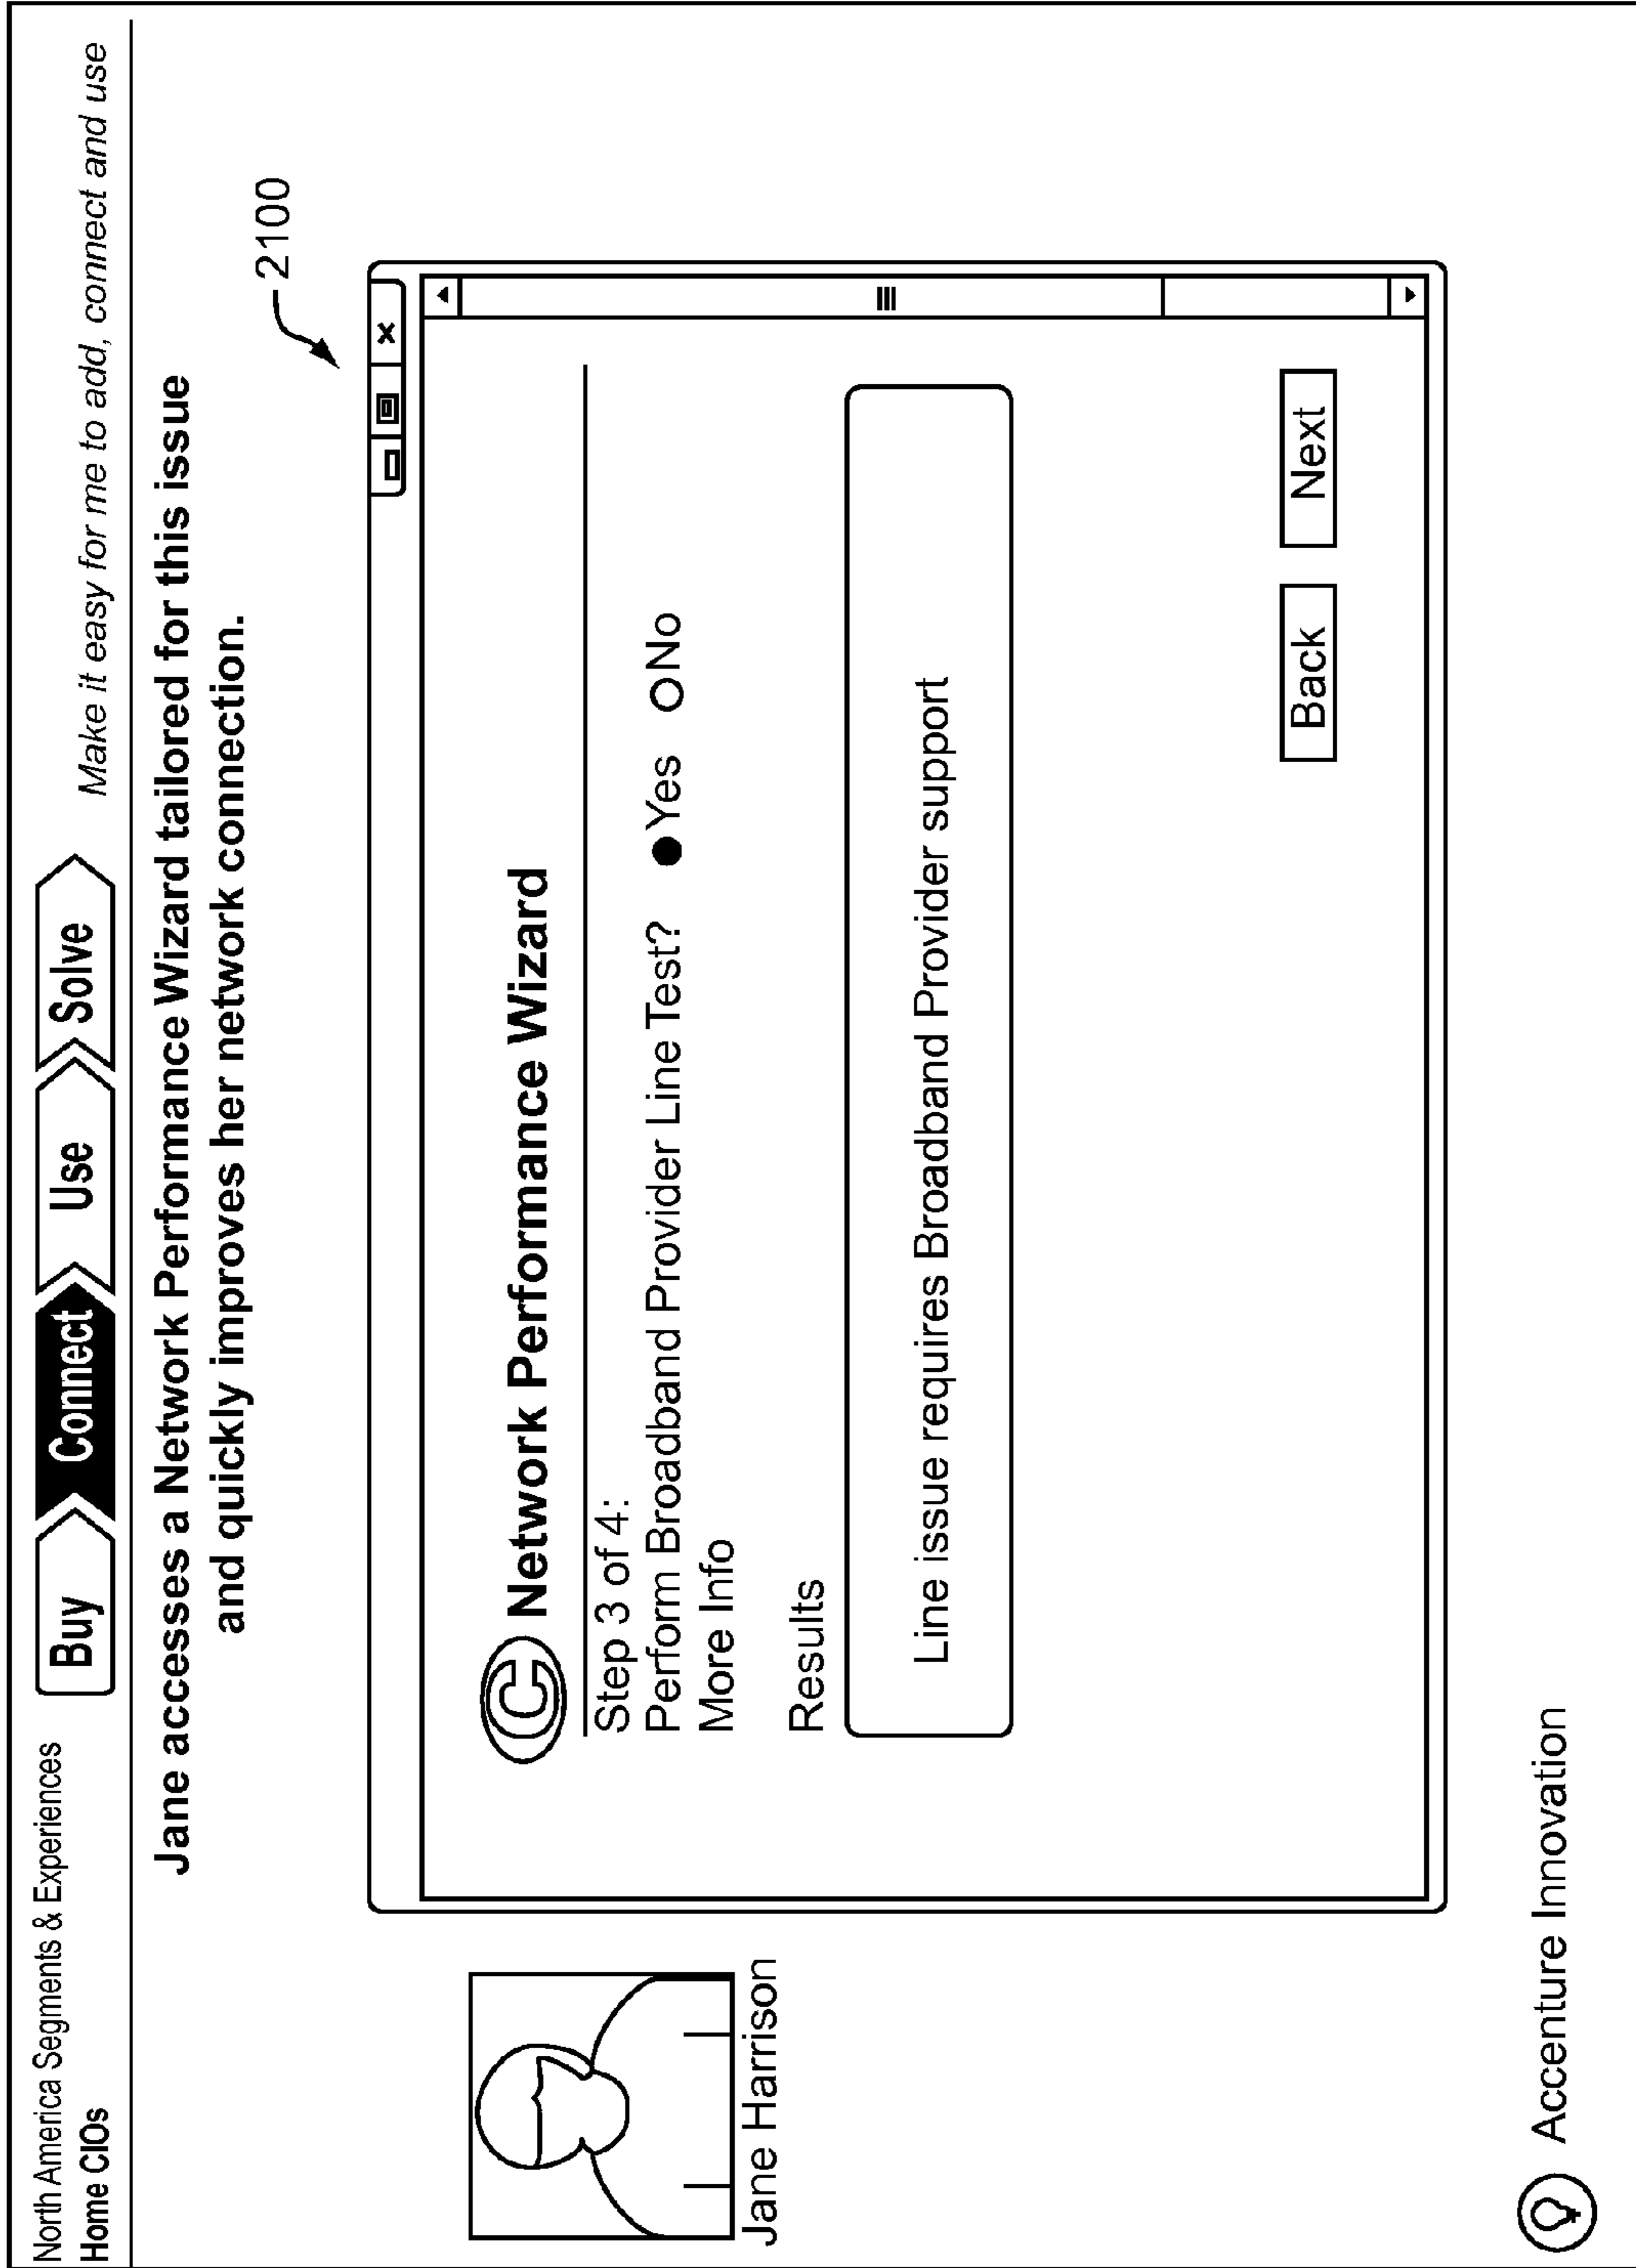 North America Segments & Experiences
Home CIOs
Buy Connect Use Solve
Make it easy for me to add, connect and use
Jane accesses a Network Performance Wizard tailored for this issue
and quickly improves her network connection.
2100
x
C Network Performance Wizard
Step 3 of 4:
Perform Broadband Provider Line Test? Yes No
More Info
Results
Line issue requires Broadband Provider support
Back Next
Jane Harrison
Accenture Innovation